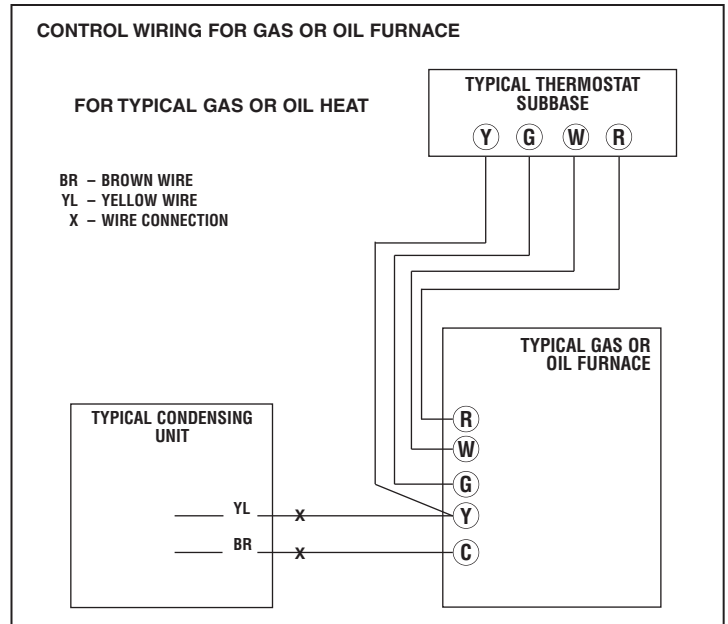 CONTROL WIRING FOR GAS OR OIL FURNACE
FOR TYPICAL GAS OR OIL HEAT
BR – BROWN WIRE
YL – YELLOW WIRE
X – WIRE CONNECTION
TYPICAL THERMOSTAT
SUBBASE
Y G W R
TYPICAL GAS OR
OIL FURNACE
R
W
G
Y
C
TYPICAL CONDENSING
UNIT
YL X
BR X